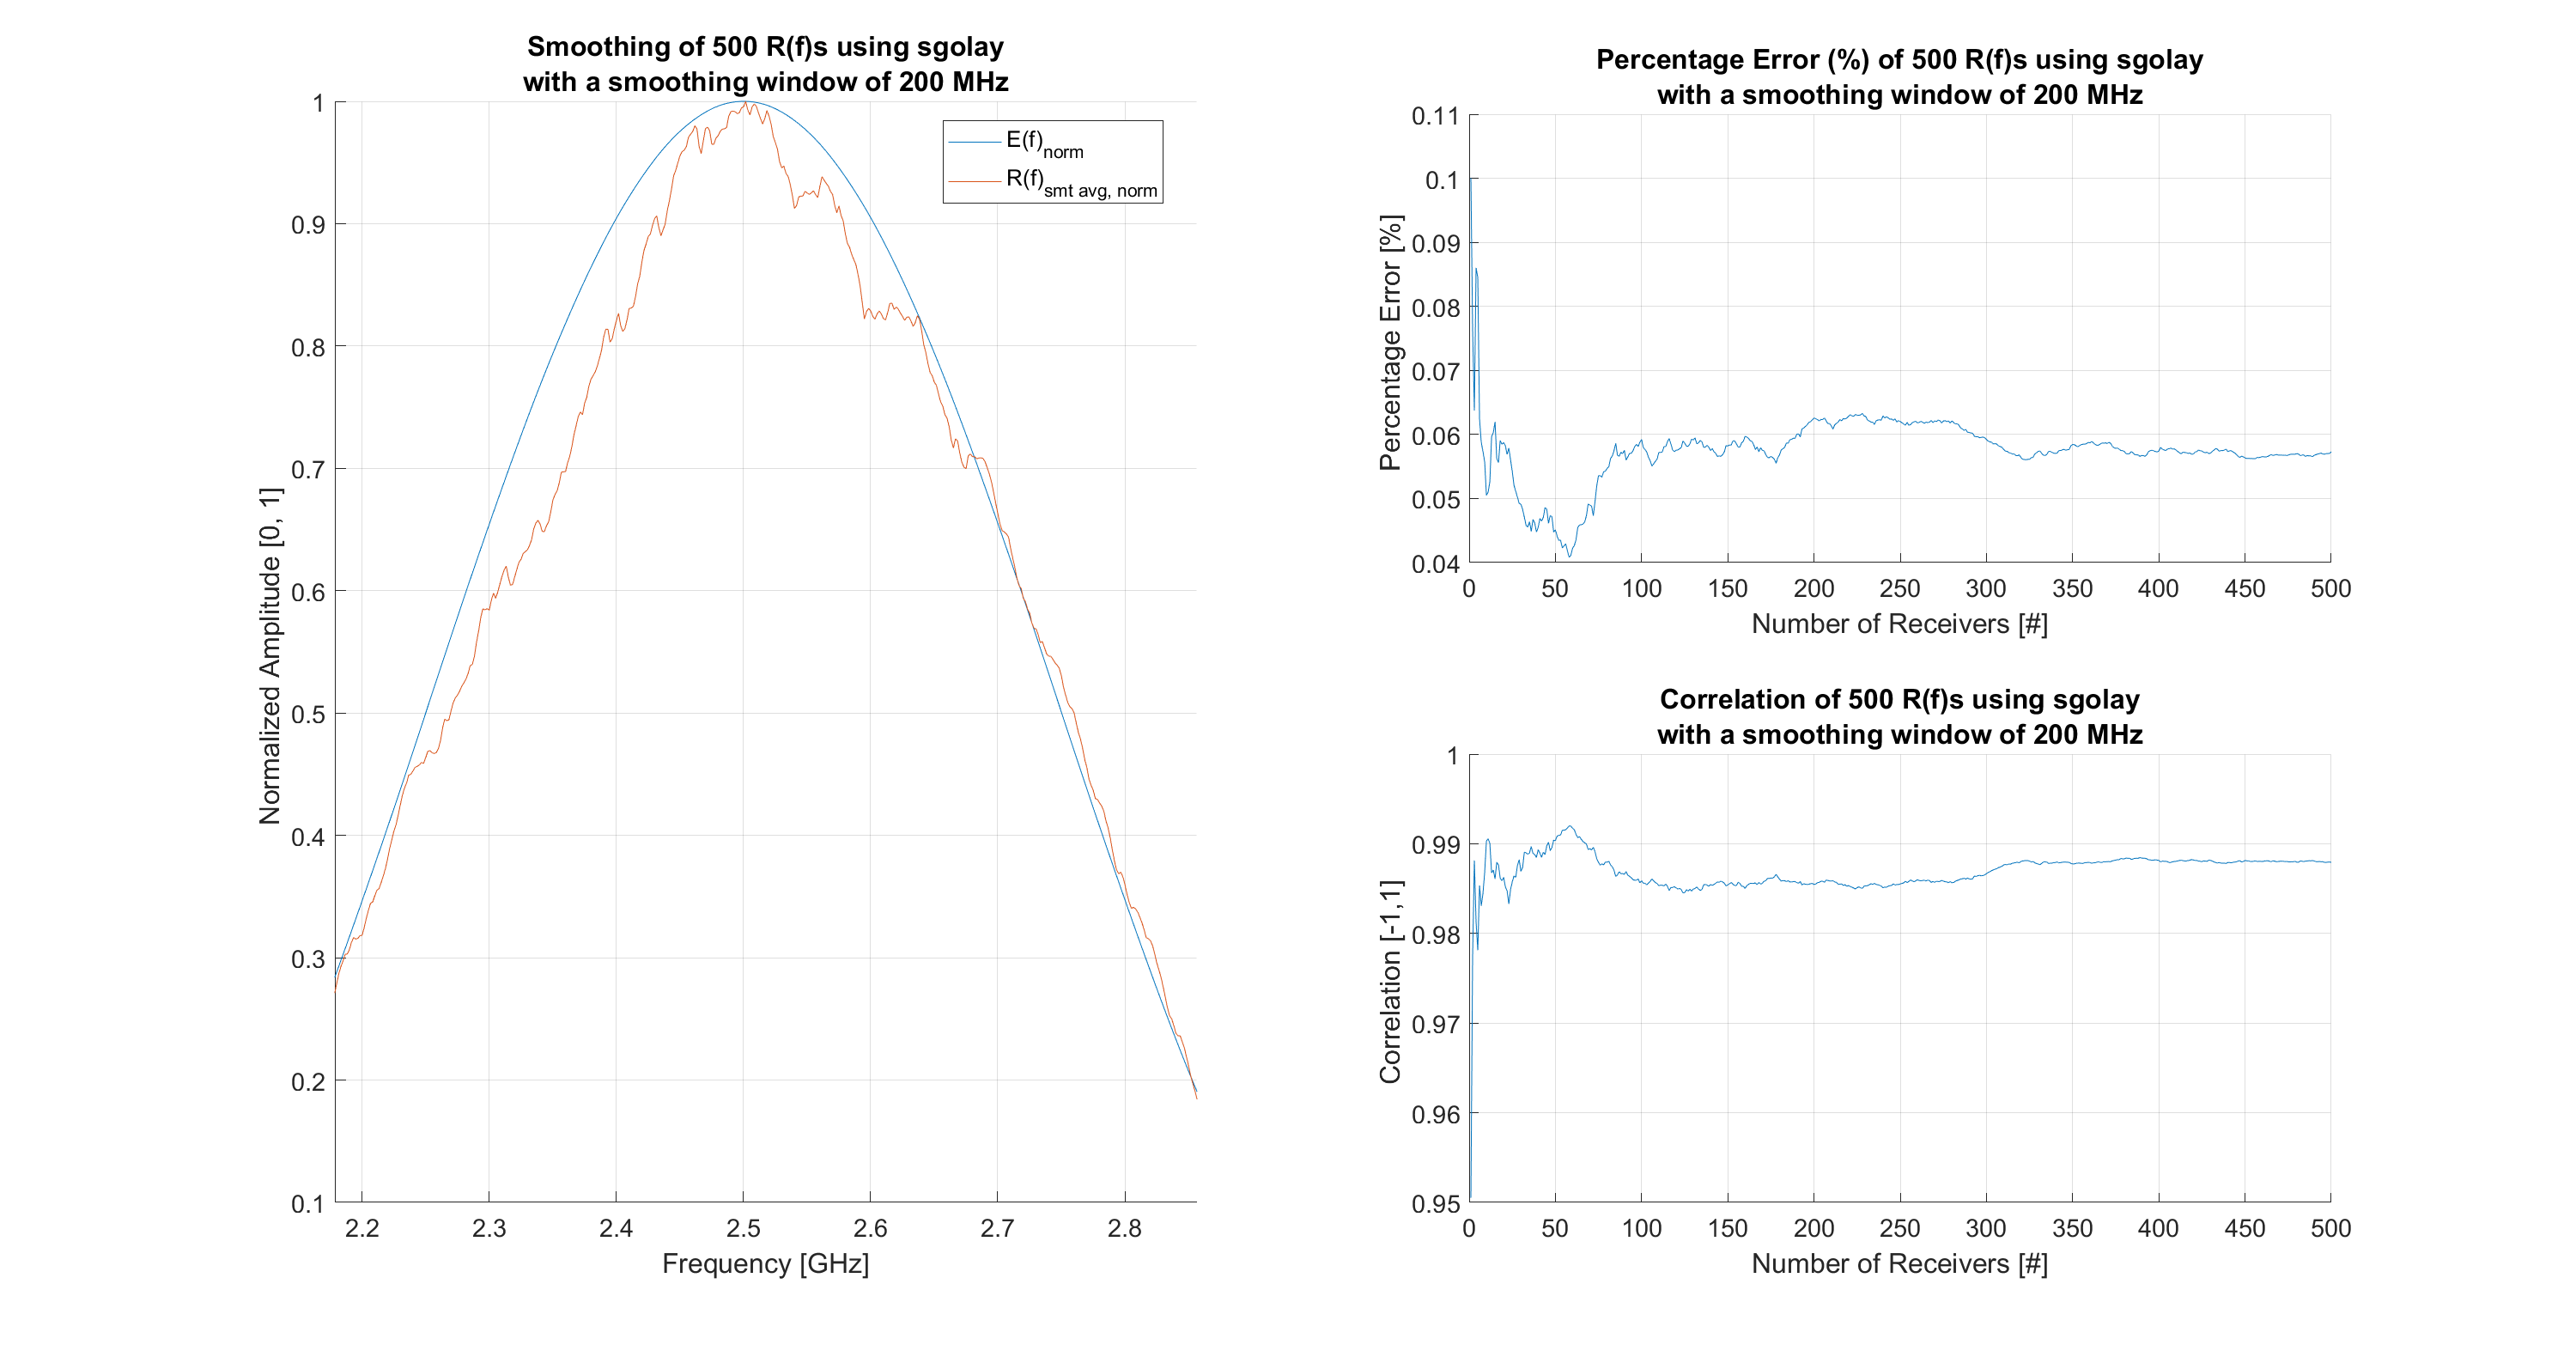 Smoothing of 500 R(f)s using sgolay
with a smoothing window of 200 MHz
1
0.9
0.8
0.7
0.6
0.5
0.4
0.3
0.2
0.1
Normalized Amplitude [0, 1]
E(f)norm
R(f)smt avg, norm
2.2 2.3 2.4 2.5 2.6 2.7 2.8
Frequency [GHz]
Percentage Error (%) of 500 R(f)s using sgolay
with a smoothing window of 200 MHz
0.11
0.1
0.09
0.08
0.07
0.06
0.05
0.04
Percentage Error [%]
0 50 100 150 200 250 300 350 400 450 500
Number of Receivers [#]
Correlation of 500 R(f)s using sgolay
with a smoothing window of 200 MHz
1
0.99
0.98
0.97
0.96
0.95
Correlation [-1,1]
0 50 100 150 200 250 300 350 400 450 500
Number of Receivers [#]